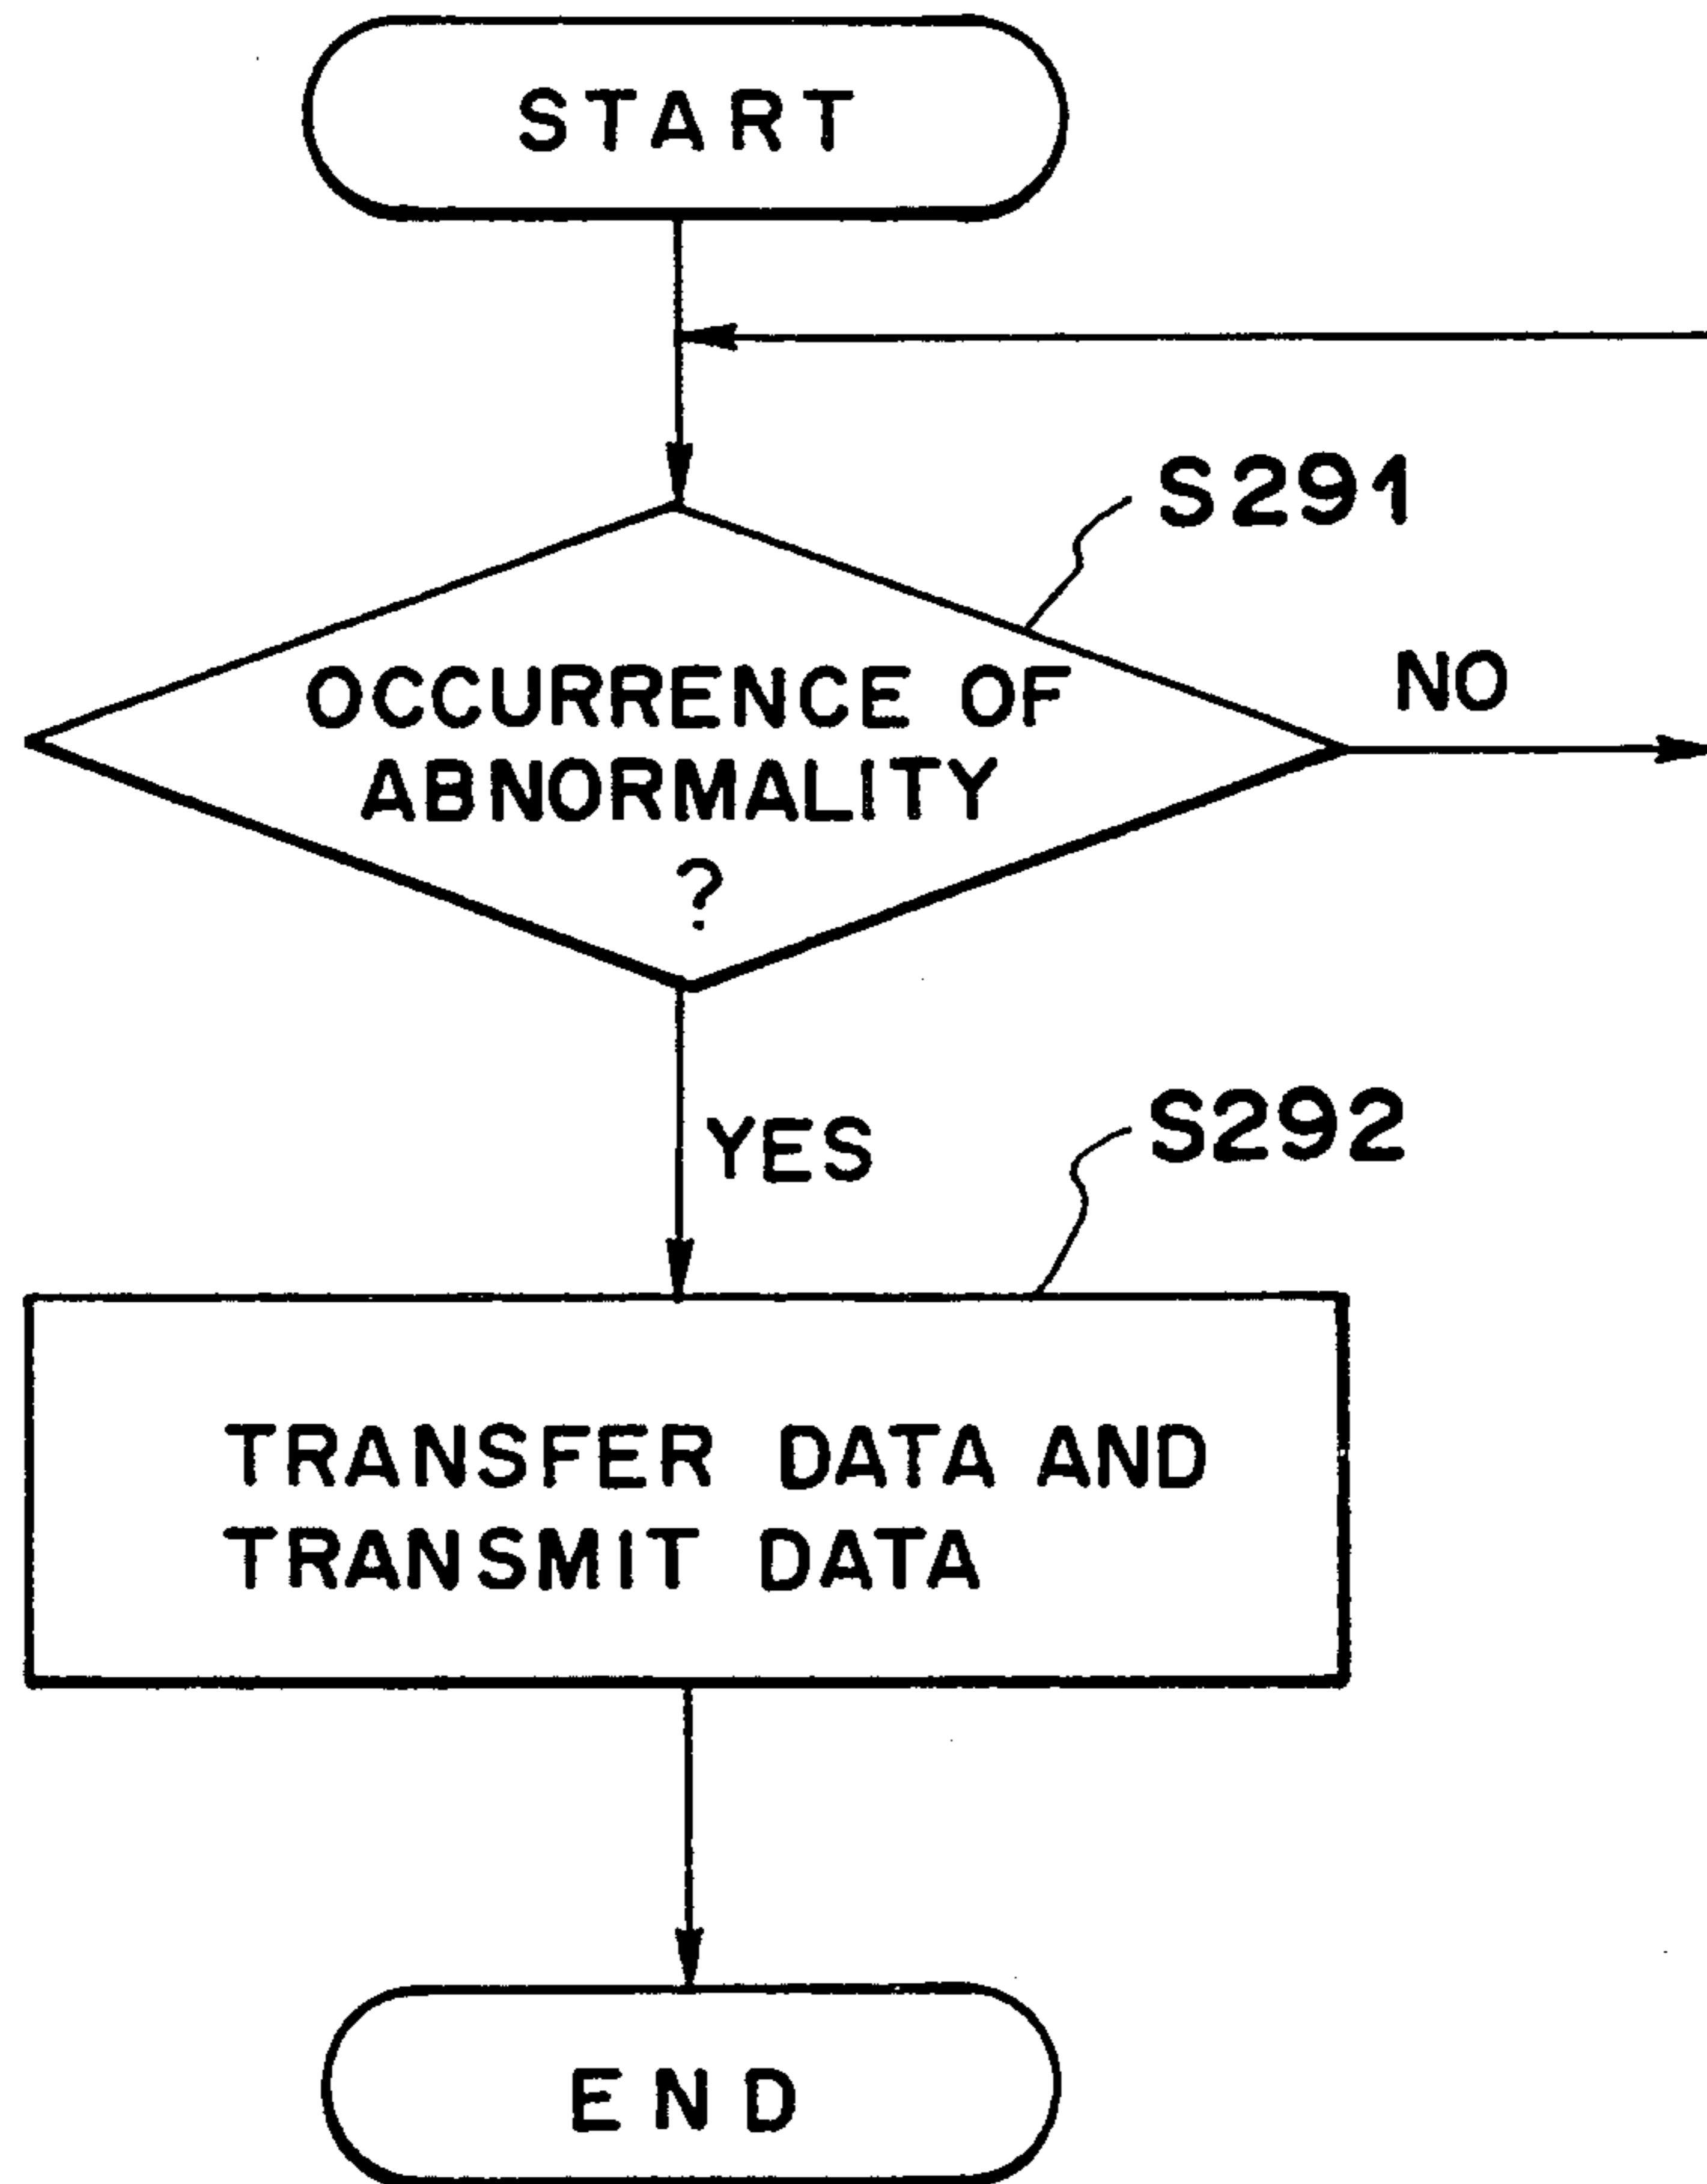 START
S291
OCCURRENCE OF
ABNORMALITY
?
NO
YES
S292
TRANSFER DATA AND
TRANSMIT DATA
END